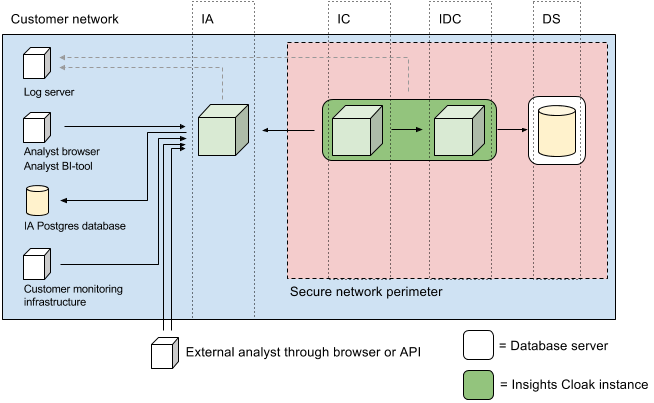 Customer network
IA
IC
IDC
DS
Log server
Analyst browser
Analyst BI-tool
IA Postgres database
Customer monitoring
infrastructure
Secure network perimeter
External analyst through browser or API
= Database server
= Insights Cloak instance